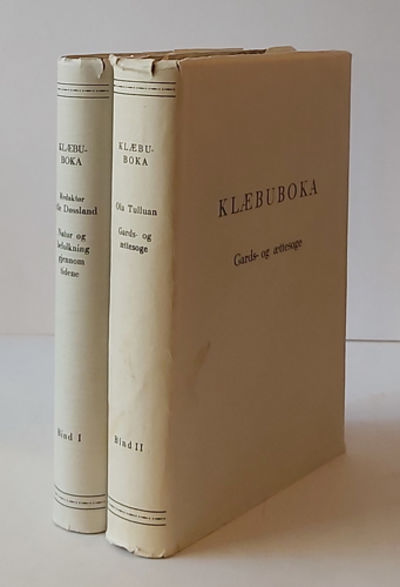 KLÆBU-
BOKA
Redaktør
Dessland
Natur og
befolkning
gjennom
tidene
Bind I
KLÆBU-
BOKA
Ola Tulluan
Gards- og
ættesoge
Bind II
KLÆBUBOKA
Gards- og ættesoge